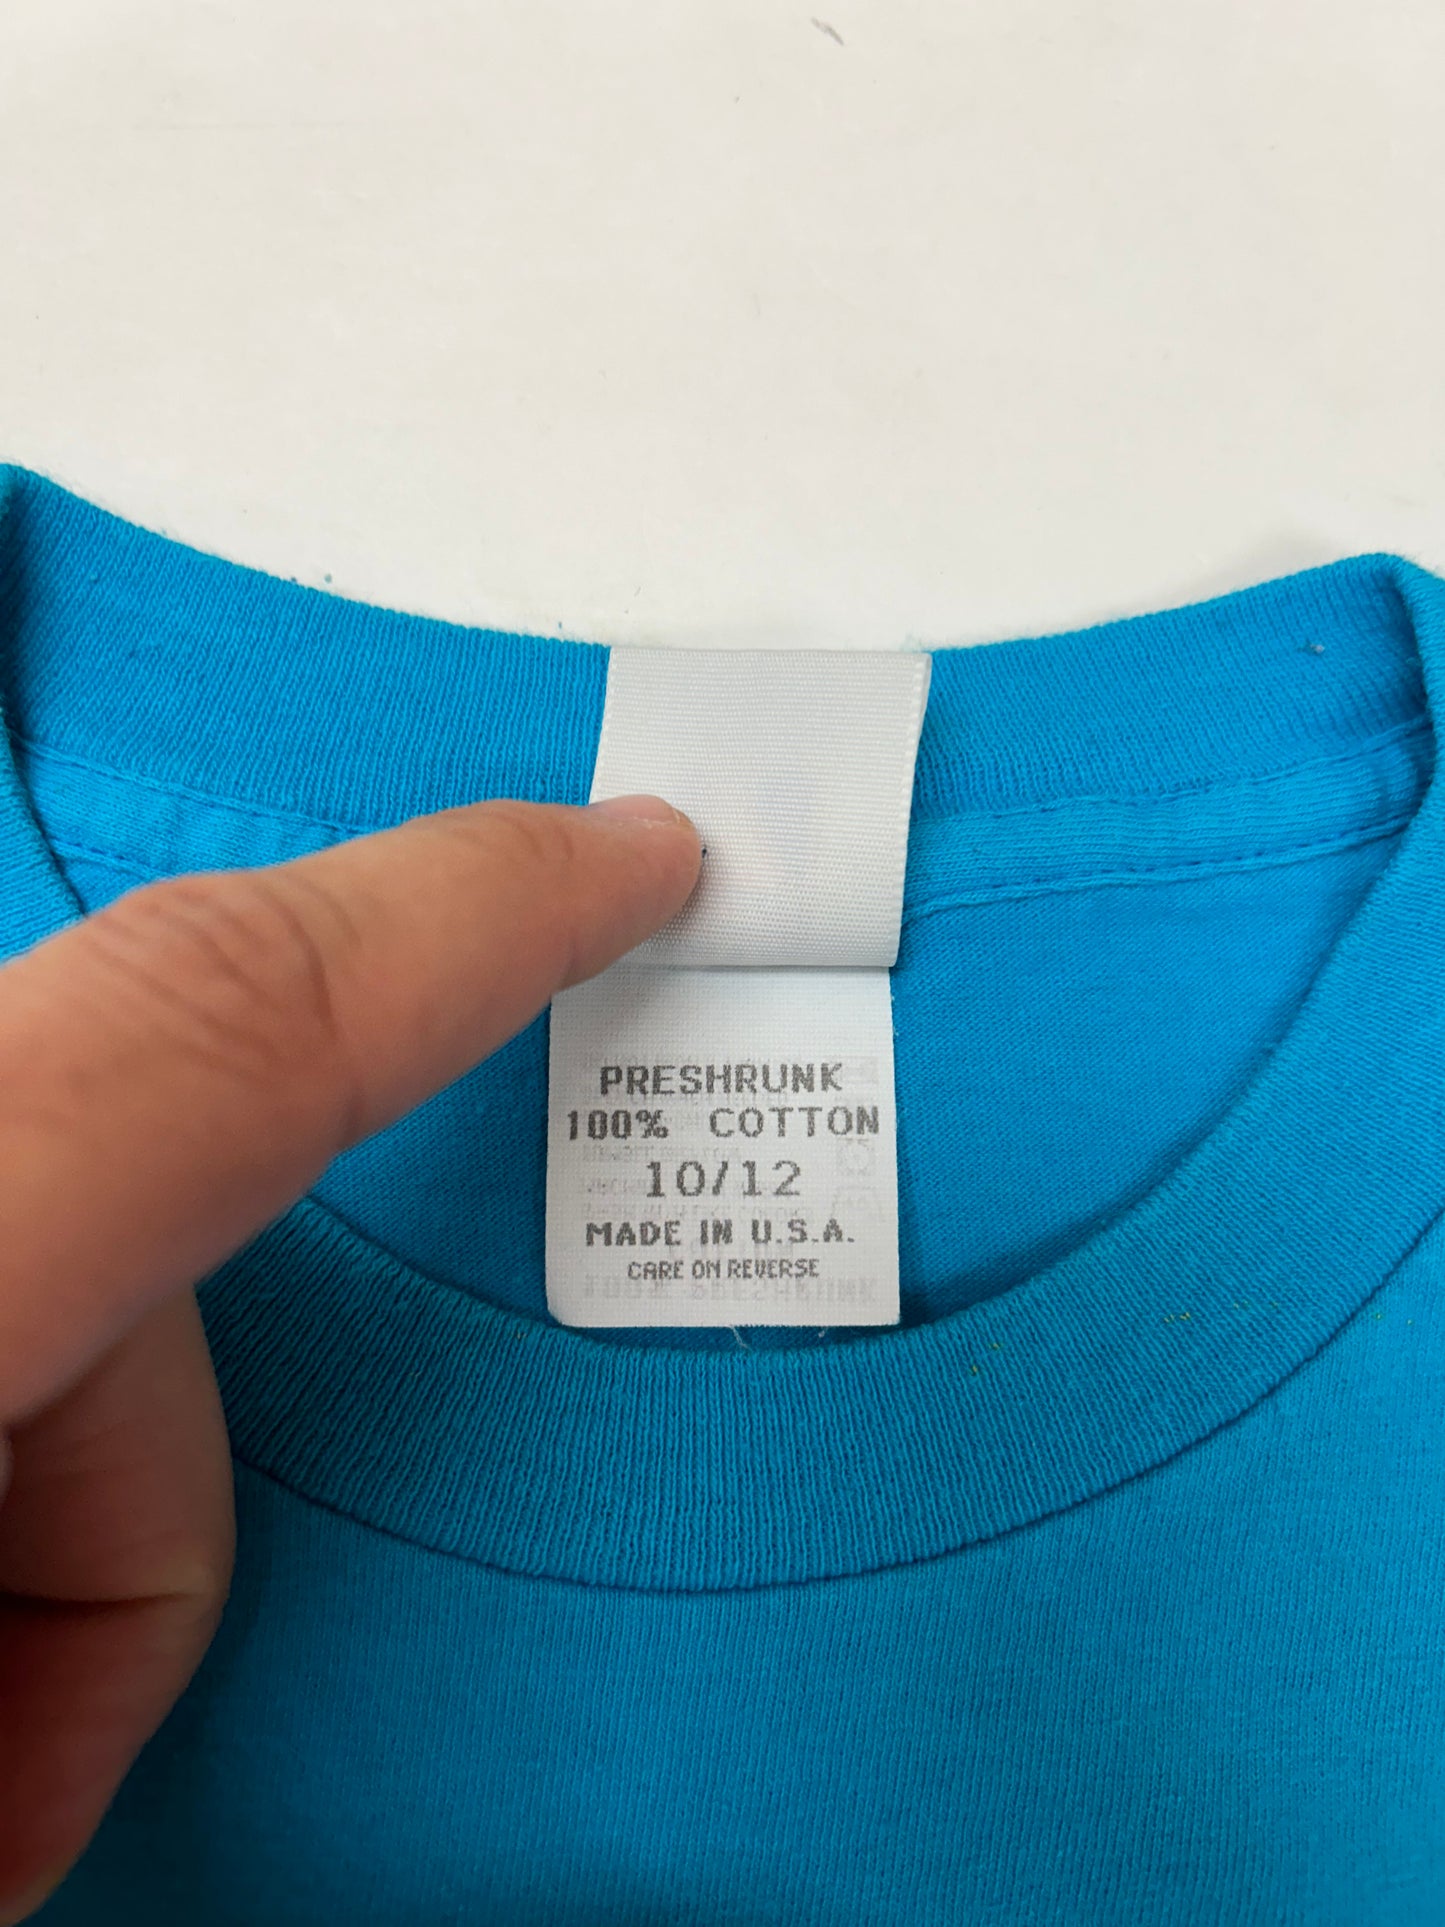 PRESHRUNK
100% COTTON
10/12
MADE IN U.S.A.
CARE ON REVERSE